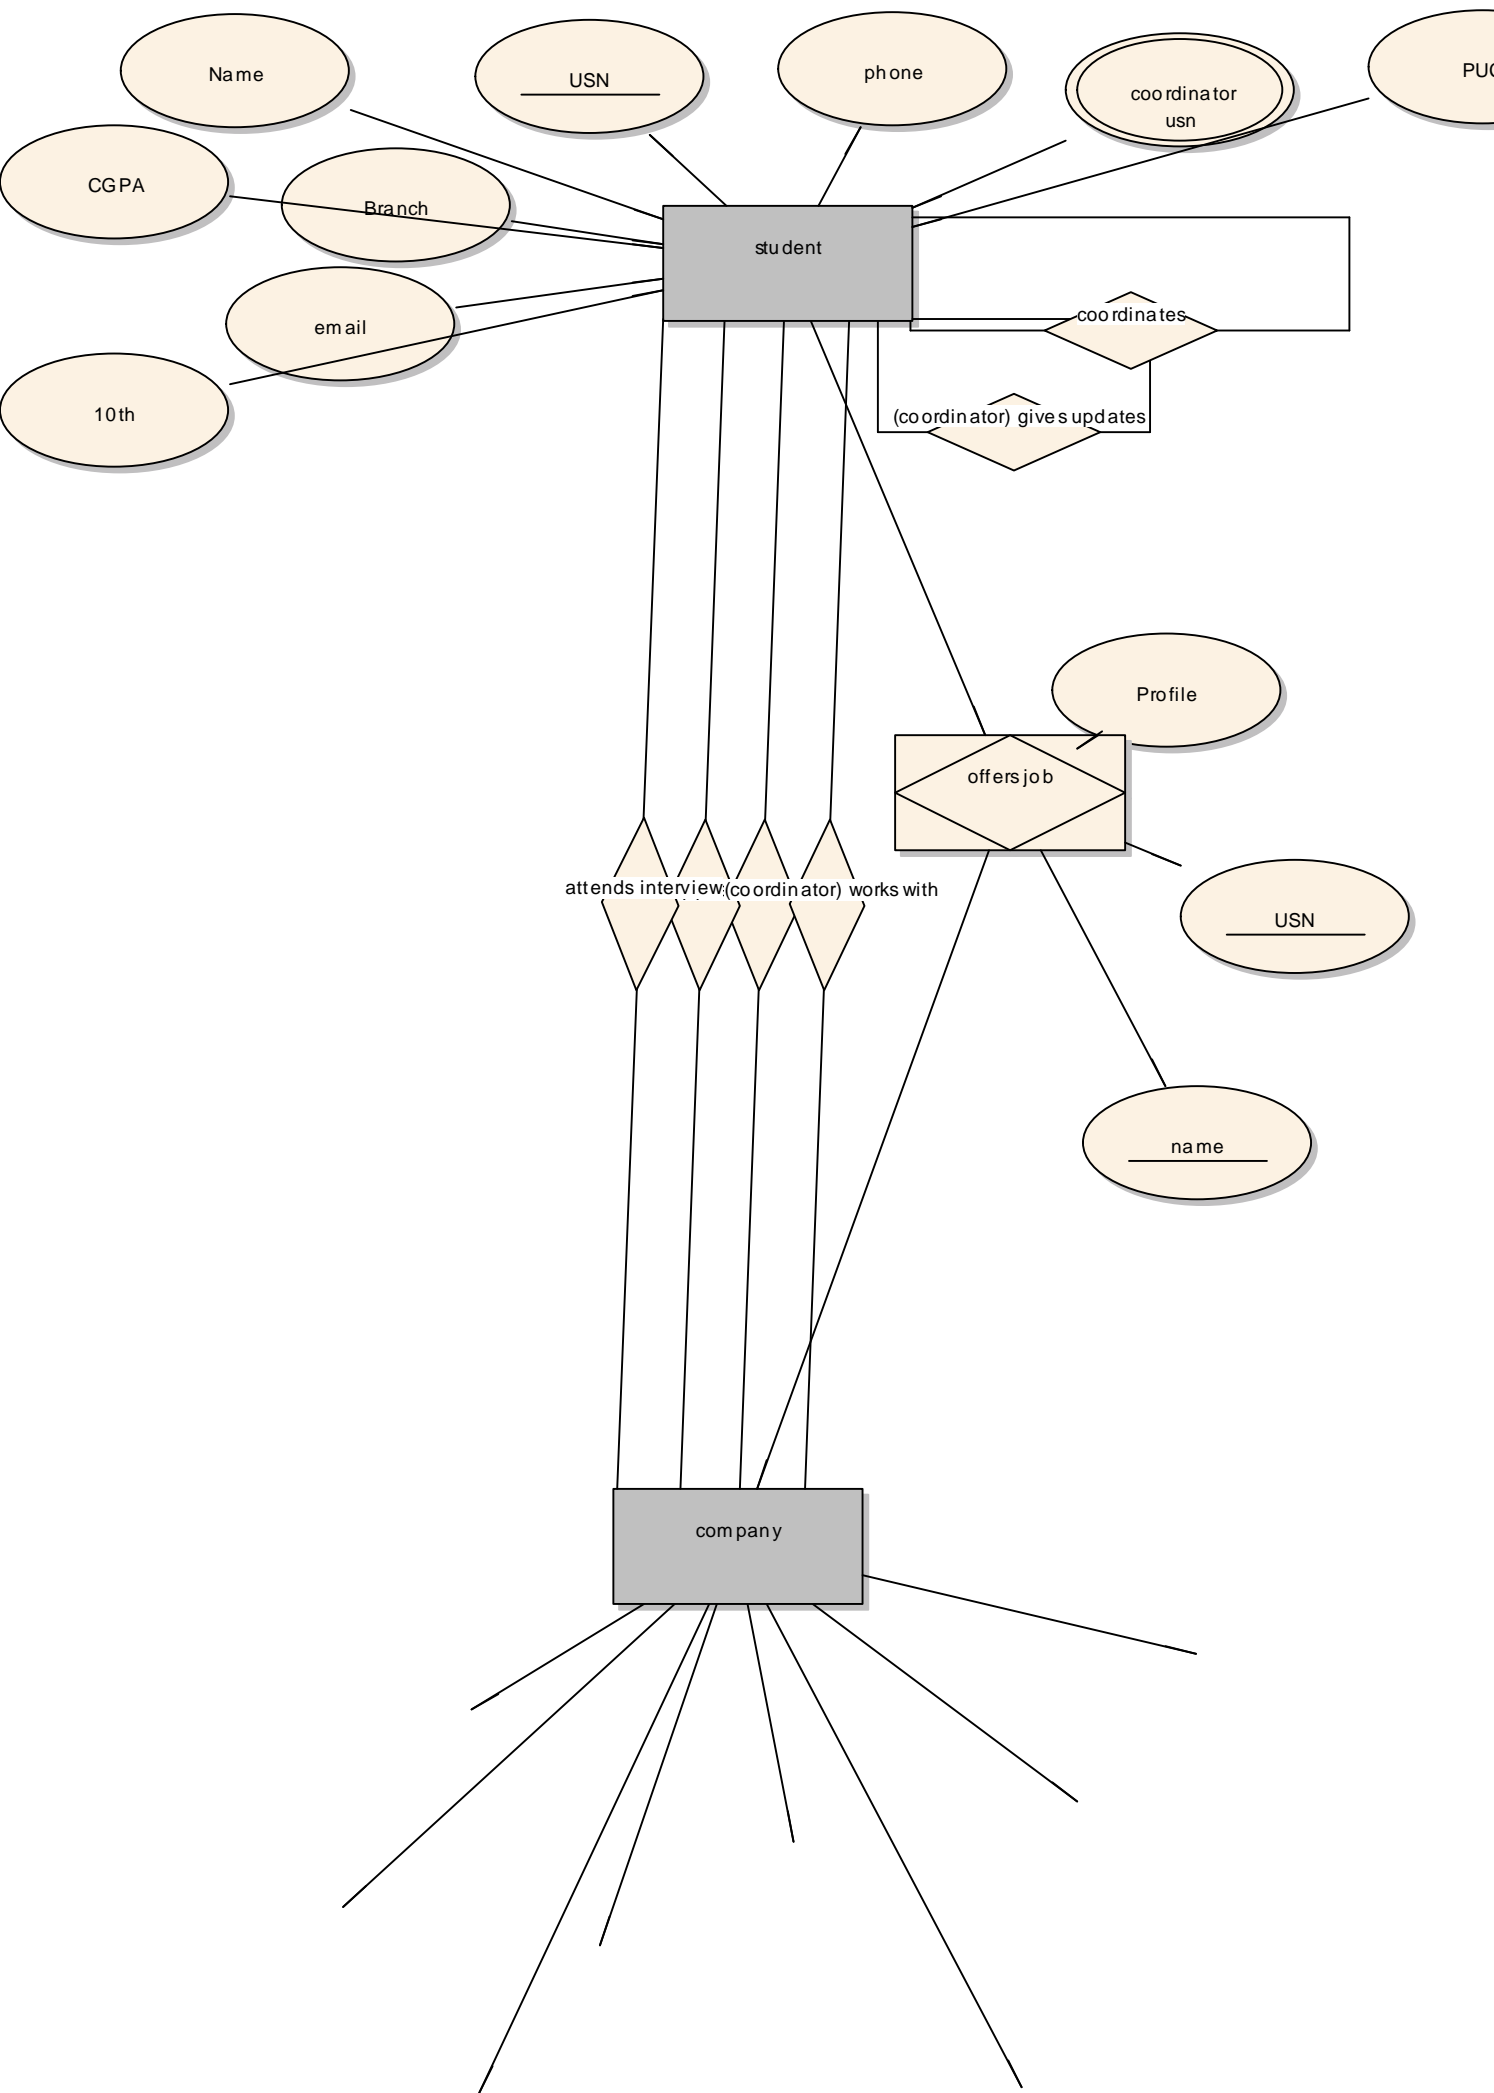 Name
USN
phone
coordinator
usn
PUC
CGPA
Branch
student
email
coordinates
10th
(coordinator) gives updates
Profile
offers job
attends interview
(coordinator) works with
USN
name
company